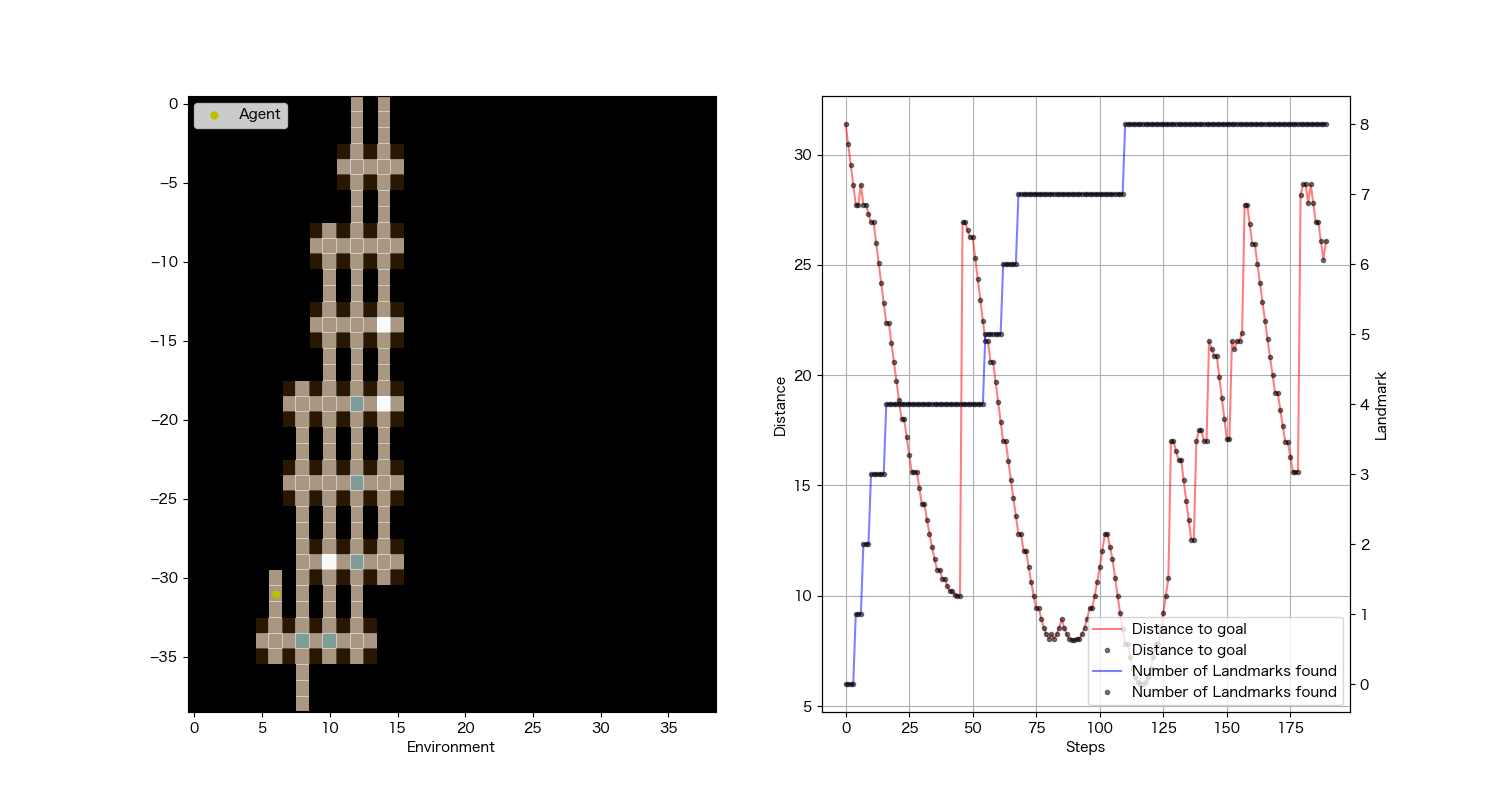 Agent
0
−5
−10
−15
−20
−25
−30
−35
0 5 10 15 20 25 30 35
Environment
Distance
30
25
20
15
10
5
0 25 50 75 100 125 150 175
Steps
8
7
6
5
4
3
2
1
0
Landmark
Distance to goal
Distance to goal
Number of Landmarks found
Number of Landmarks found